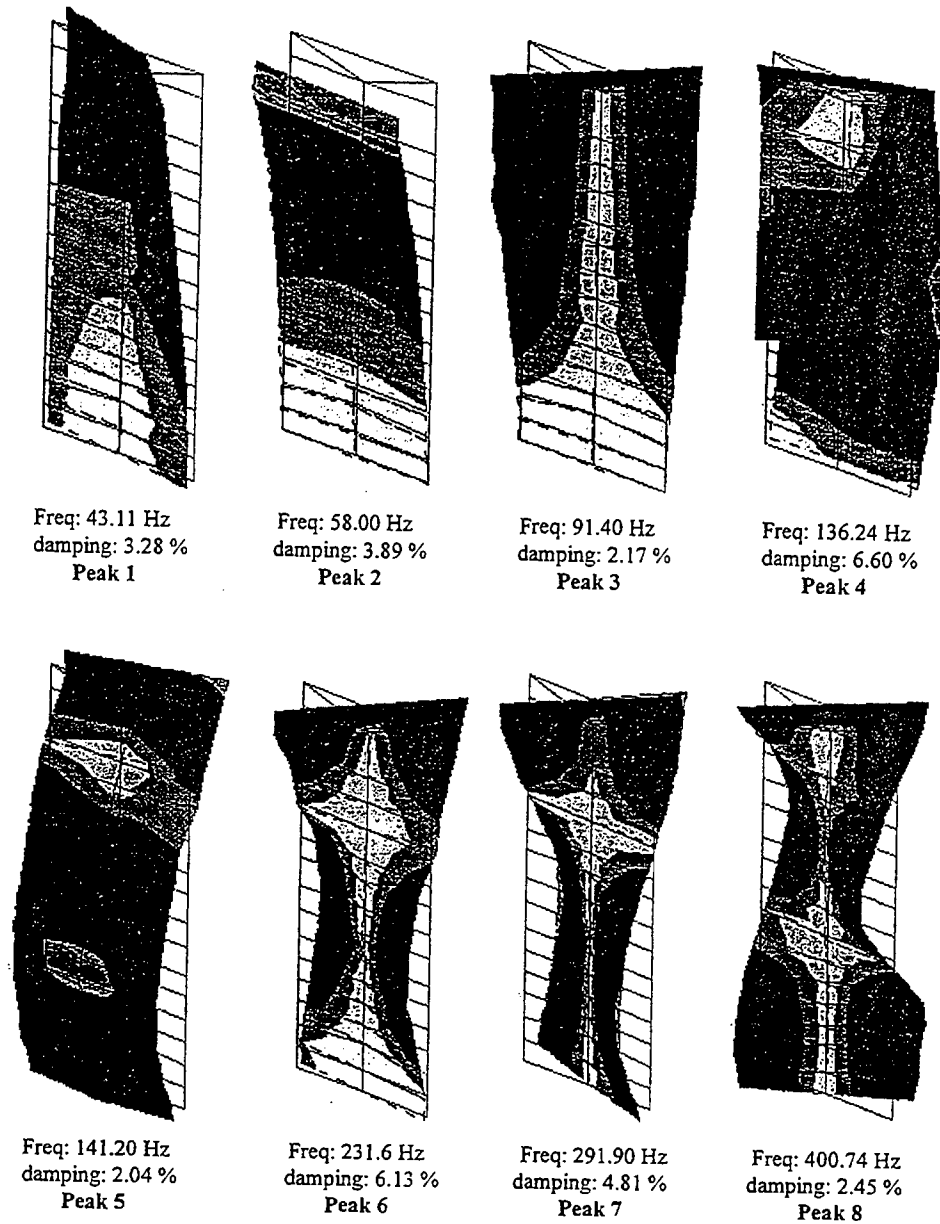 Freq: 43.11 Hz
damping: 3.28 %
Peak 1
Freq: 58.00 Hz
damping: 3.89 %
Peak 2
Freq: 91.40 Hz
damping: 2.17 %
Peak 3
Freq: 136.24 Hz
damping: 6.60 %
Peak 4
Freq: 141.20 Hz
damping: 2.04 %
Peak 5
Freq: 231.6 Hz
damping: 6.13 %
Peak 6
Freq: 291.90 Hz
damping: 4.81 %
Peak 7
Freq: 400.74 Hz
damping: 2.45 %
Peak 8